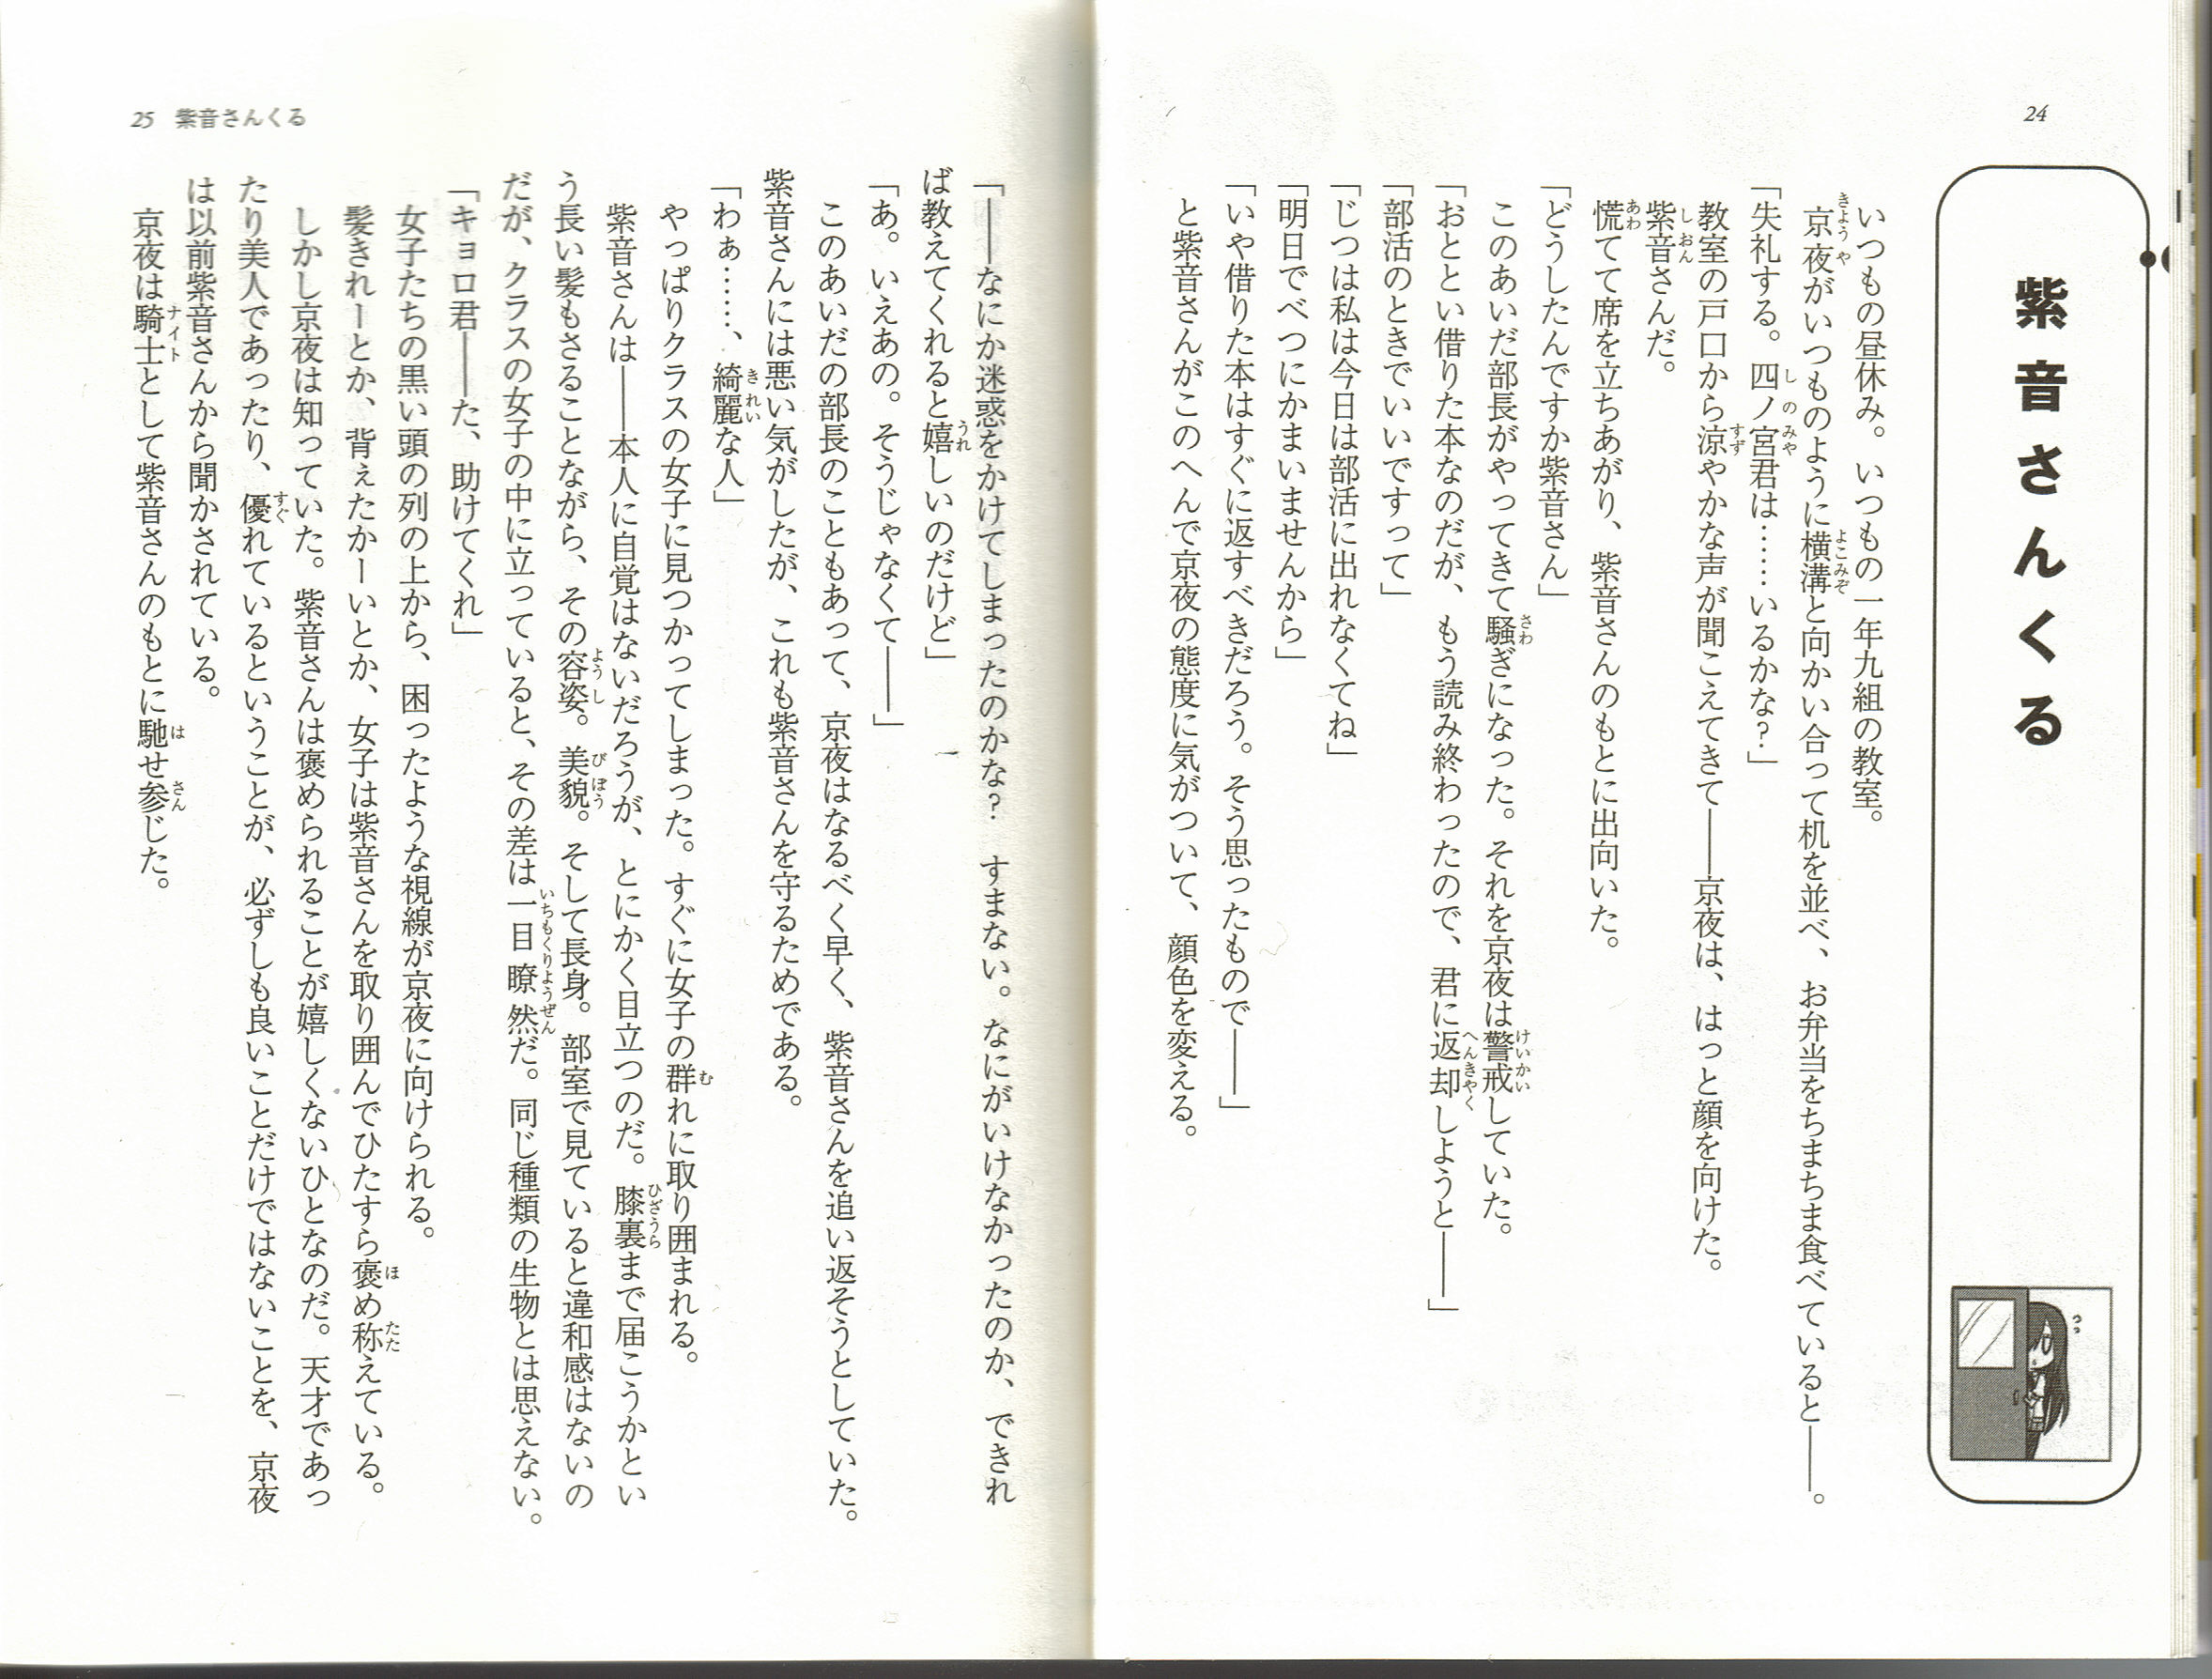 24
紫音さんくる
いつもの昼休み。いつもの一年九組の教室。
京夜がいつものように横溝と向かい合って机を並べ、お弁当をちまちま食べていると――。
「失礼する。四ノ宮君は……いるかな？」
教室の戸口から涼やかな声が聞こえてきて――京夜は、はっと顔を向けた。
紫音さんだ。
慌てて席を立ちあがり、紫音さんのもとに出向いた。
「どうしたんですか紫音さん」
このあいだ部長がやってきて騒ぎになった。それを京夜は警戒していた。
「おととい借りた本なのだが、もう読み終わったので、君に返却しようと――」
「部活のときでいいですって」
「じつは私は今日は部活に出れなくてね」
「明日でべつにかまいませんから」
「いや借りた本はすぐに返すべきだろう。そう思ったもので――」
と紫音さんがこのへんで京夜の態度に気がついて、顔色を変える。
「――なにか迷惑をかけてしまったのかな？　すまない。なにがいけなかったのか、できれ
ば教えてくれると嬉しいのだけど」
「あ。いえあの。そうじゃなくて――」
このあいだの部長のこともあって、京夜はなるべく早く、紫音さんを追い返そうとしていた。
紫音さんには悪い気がしたが、これも紫音さんを守るためである。
「わぁ……、綺麗な人」
やっぱりクラスの女子に見つかってしまった。すぐに女子の群れに取り囲まれる。
紫音さんは――本人に自覚はないだろうが、とにかく目立つのだ。膝裏まで届こうかとい
う長い髪もさることながら、その容姿。美貌。そして長身。部室で見ていると違和感はないの
だが、クラスの女子の中に立っていると、その差は一目瞭然だ。同じ種類の生物とは思えない。
「キョロ君――た、助けてくれ」
女子たちの黒い頭の列の上から、困ったような視線が京夜に向けられる。
髪きれーとか、背ぇたかーいとか、女子は紫音さんを取り囲んでひたすら褒め称えている。
しかし京夜は知っていた。紫音さんは褒められることが嬉しくないひとなのだ。天才であっ
たり美人であったり、優れているということが、必ずしも良いことだけではないことを、京夜
は以前紫音さんから聞かされている。
京夜は騎士として紫音さんのもとに馳せ参じた。
25　紫音さんくる